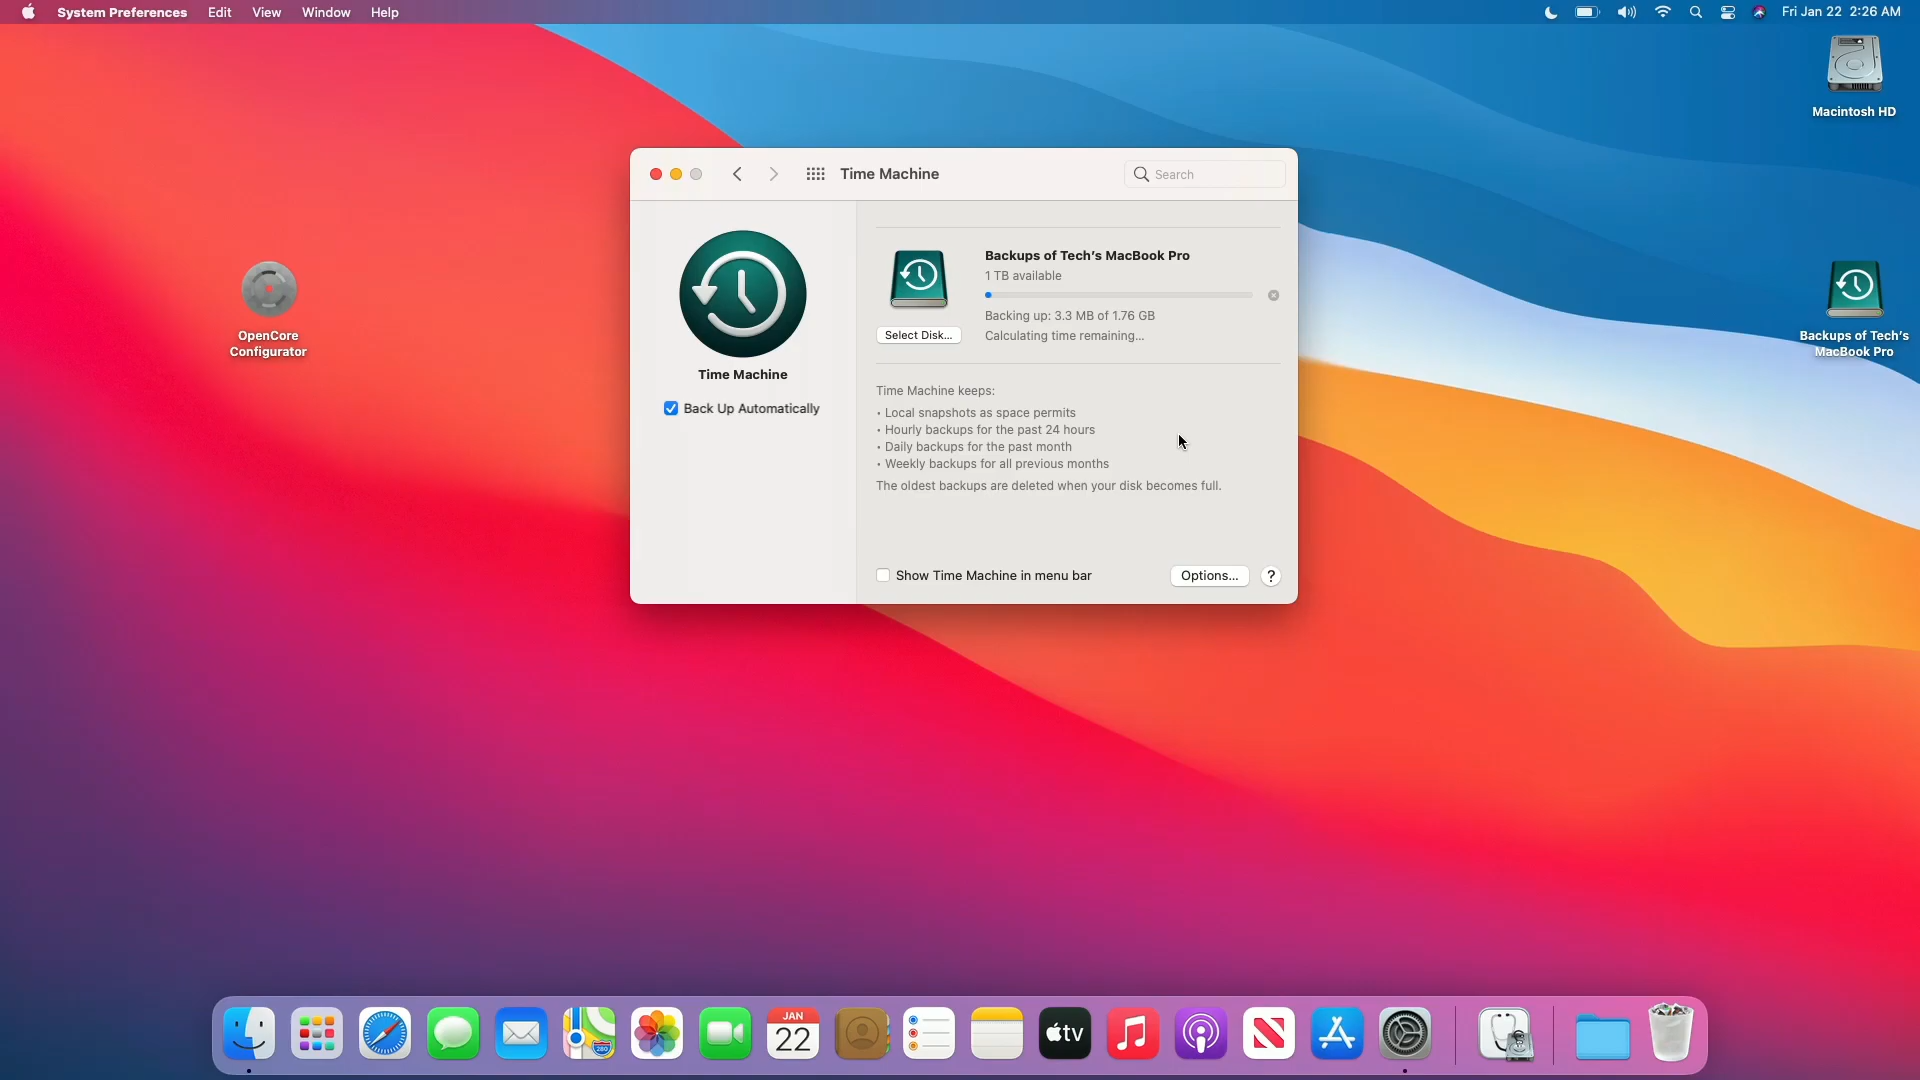 System Preferences Edit View Window Help
Fri Jan 22 2:26 AM
Macintosh HD
Time Machine
Search
Backups of Tech’s MacBook Pro
1 TB available
Backing up: 3.3 MB of 1.76 GB
Select Disk...
Calculating time remaining...
Time Machine
Back Up Automatically
Time Machine keeps:
• Local snapshots as space permits
• Hourly backups for the past 24 hours
• Daily backups for the past month
• Weekly backups for all previous months
The oldest backups are deleted when your disk becomes full.
Show Time Machine in menu bar
Options...
?
OpenCore
Configurator
Backups of Tech’s
MacBook Pro
280
JAN
22
tv